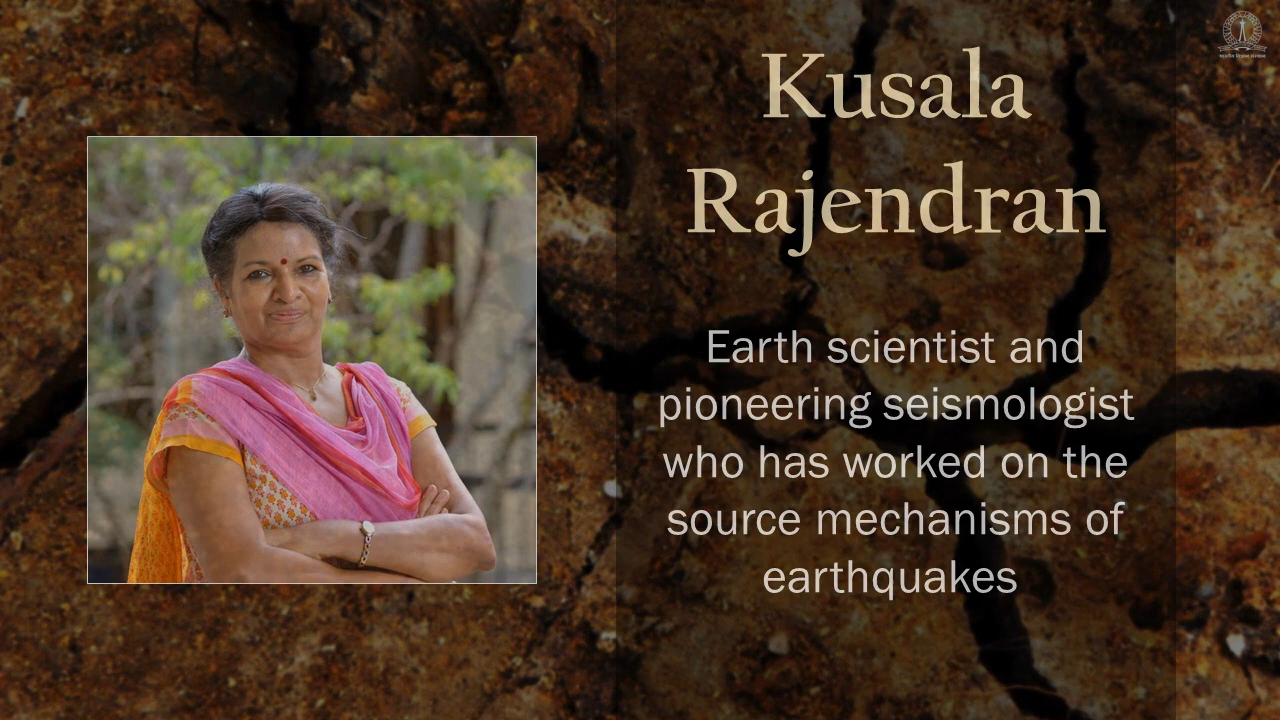 Kusala
Rajendran
Earth scientist and
pioneering seismologist
who has worked on the
source mechanisms of
earthquakes